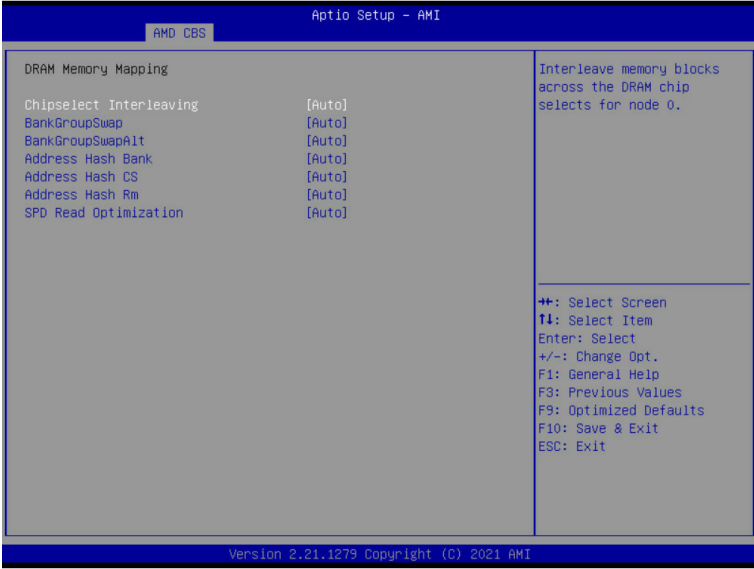 Aptio Setup - AMI
AMD CBS
DRAM Memory Mapping
Chipselect Interleaving [Auto]
BankGroupSwap [Auto]
BankGroupSwapAlt [Auto]
Address Hash Bank [Auto]
Address Hash CS [Auto]
Address Hash Rm [Auto]
SPD Read Optimization [Auto]
Interleave memory blocks
across the DRAM chip
selects for node 0.
→←: Select Screen
↑↓: Select Item
Enter: Select
+/-: Change Opt.
F1: General Help
F3: Previous Values
F9: Optimized Defaults
F10: Save & Exit
ESC: Exit
Version 2.21.1279 Copyright (C) 2021 AMI